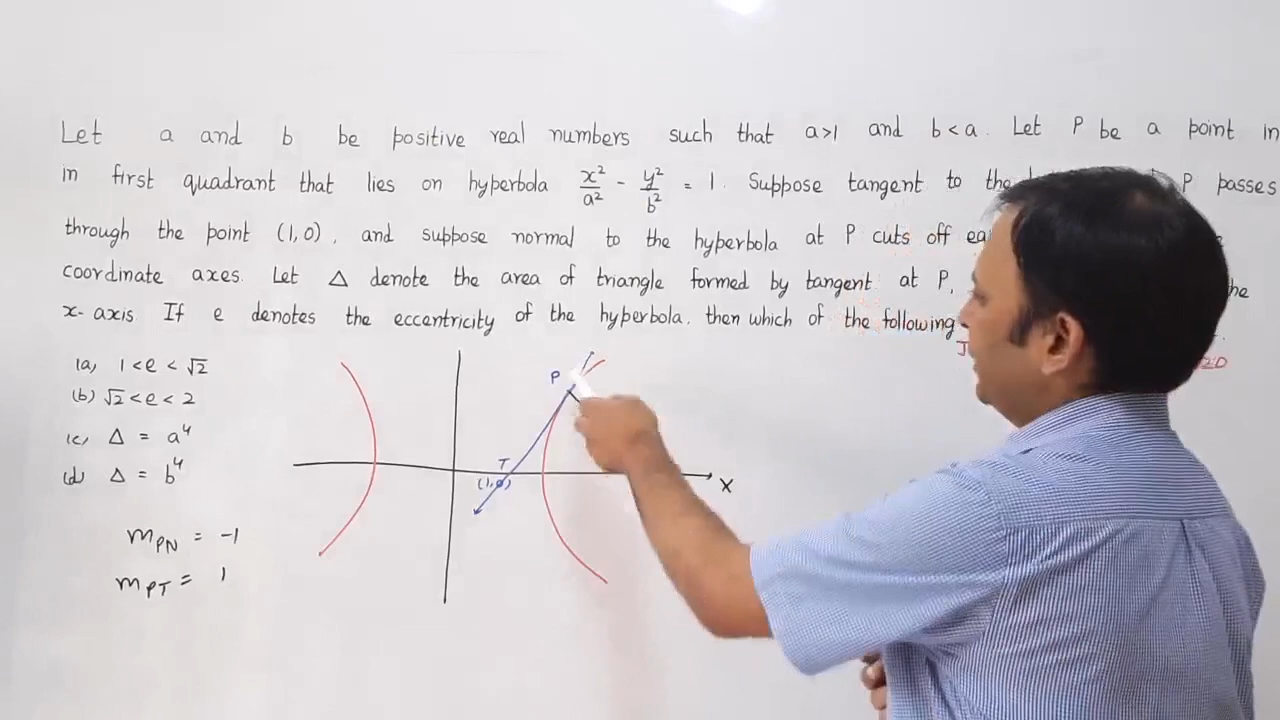 Let a and b be positive real numbers such that a>1 and b<a. Let P be a point in
in first quadrant that lies on hyperbola x²/a² - y²/b² = 1. Suppose tangent to the P passes
through the point (1,0), and suppose normal to the hyperbola at P cuts off
coordinate axes. Let Δ denote the area of triangle formed by tangent at P, the
x-axis If e denotes the eccentricity of the hyperbola, then which of the following
(a) 1<e<√2
(b) √2<e<2
(c) Δ = a⁴
(d) Δ = b⁴
P
T
(1,0)
X
m_PN = -1
m_PT = 1